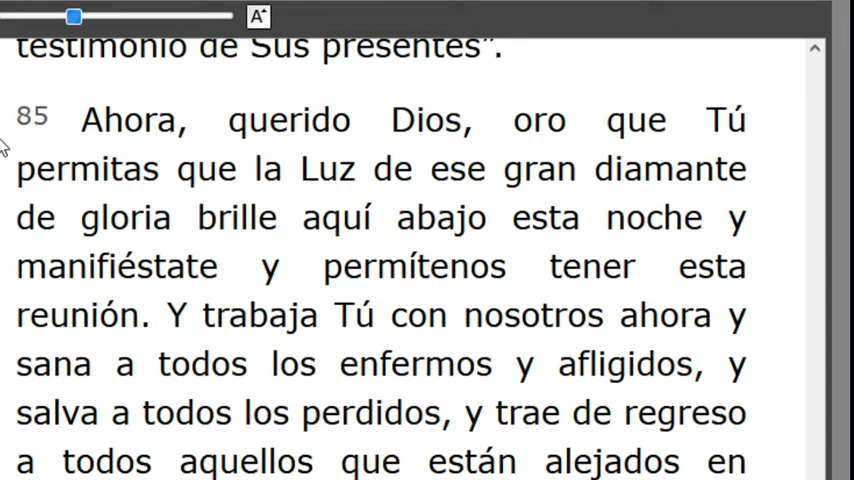 A
testimonio de Sus presentes”.
85 Ahora, querido Dios, oro que Tú
permitas que la Luz de ese gran diamante
de gloria brille aquí abajo esta noche y
manifiéstate y permítenos tener esta
reunión. Y trabaja Tú con nosotros ahora y
sana a todos los enfermos y afligidos, y
salva a todos los perdidos, y trae de regreso
a todos aquellos que están alejados en